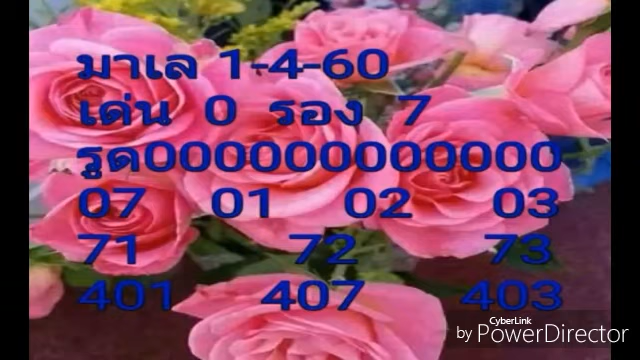 มาเล 1-4-60
เด่น 0 รอง 7
รูด0000000000000
07 01 02 03
71 72 73
401 407 403
CyberLink
by PowerDirector